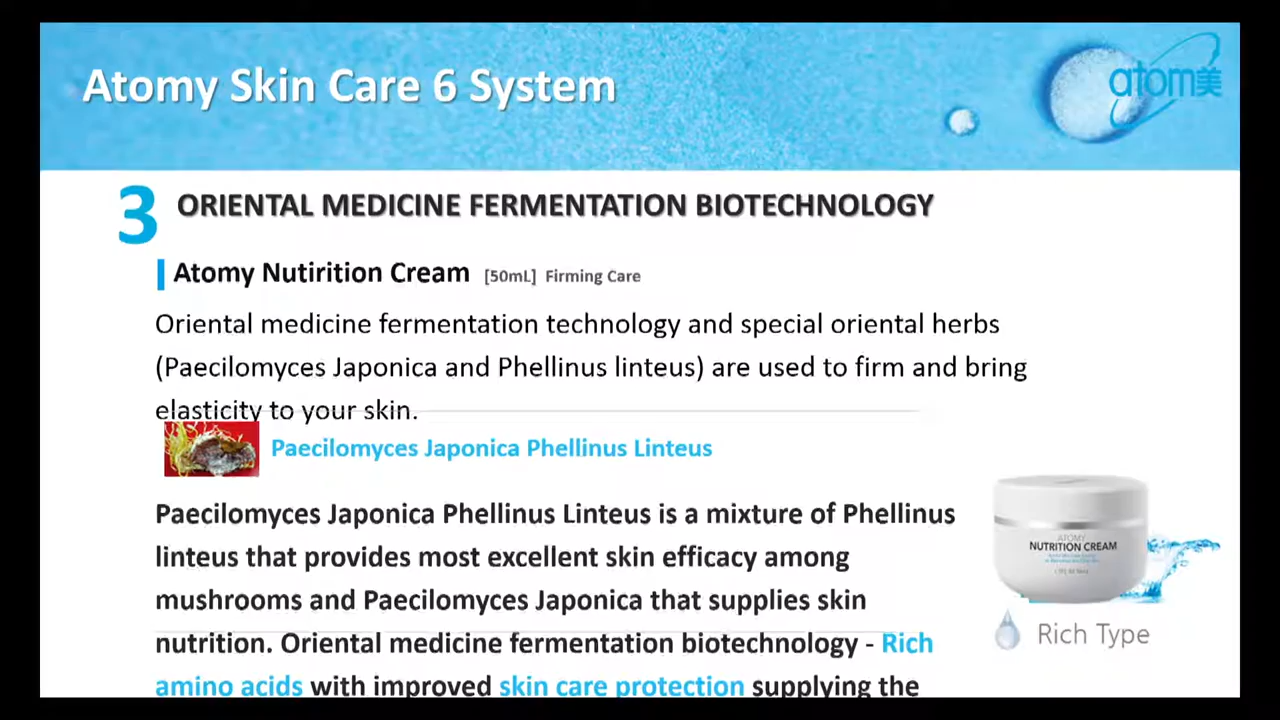 Atomy Skin Care 6 System
atom美
3 ORIENTAL MEDICINE FERMENTATION BIOTECHNOLOGY
Atomy Nutirition Cream [50mL] Firming Care
Oriental medicine fermentation technology and special oriental herbs
(Paecilomyces Japonica and Phellinus linteus) are used to firm and bring
elasticity to your skin.
Paecilomyces Japonica Phellinus Linteus
Paecilomyces Japonica Phellinus Linteus is a mixture of Phellinus
linteus that provides most excellent skin efficacy among
mushrooms and Paecilomyces Japonica that supplies skin
nutrition. Oriental medicine fermentation biotechnology - Rich
amino acids with improved skin care protection supplying the
ATOMY
NUTRITION CREAM
Rich Type